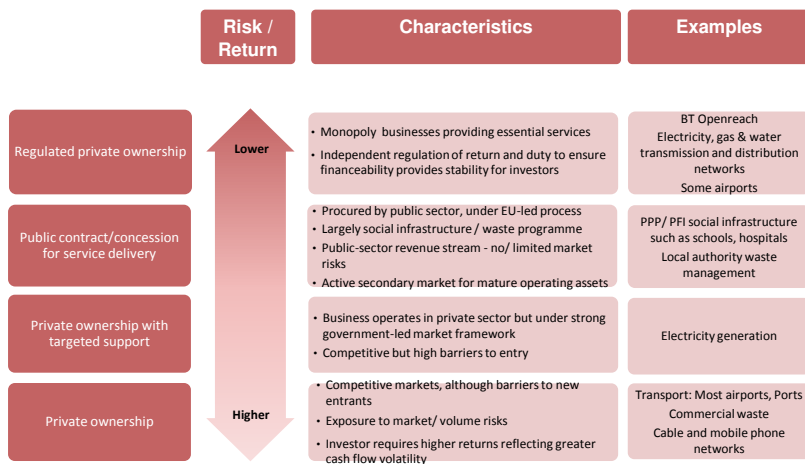 Risk /
Return
Characteristics
Examples
Regulated private ownership
Lower
• Monopoly businesses providing essential services
• Independent regulation of return and duty to ensure
financeability provides stability for investors
BT Openreach
Electricity, gas & water
transmission and distribution
networks
Some airports
Public contract/concession
for service delivery
• Procured by public sector, under EU-led process
• Largely social infrastructure / waste programme
• Public-sector revenue stream - no/ limited market
risks
• Active secondary market for mature operating assets
PPP/ PFI social infrastructure
such as schools, hospitals
Local authority waste
management
Private ownership with
targeted support
• Business operates in private sector but under strong
government-led market framework
• Competitive but high barriers to entry
Electricity generation
Private ownership
Higher
• Competitive markets, although barriers to new
entrants
• Exposure to market/ volume risks
• Investor requires higher returns reflecting greater
cash flow volatility
Transport: Most airports, Ports
Commercial waste
Cable and mobile phone
networks